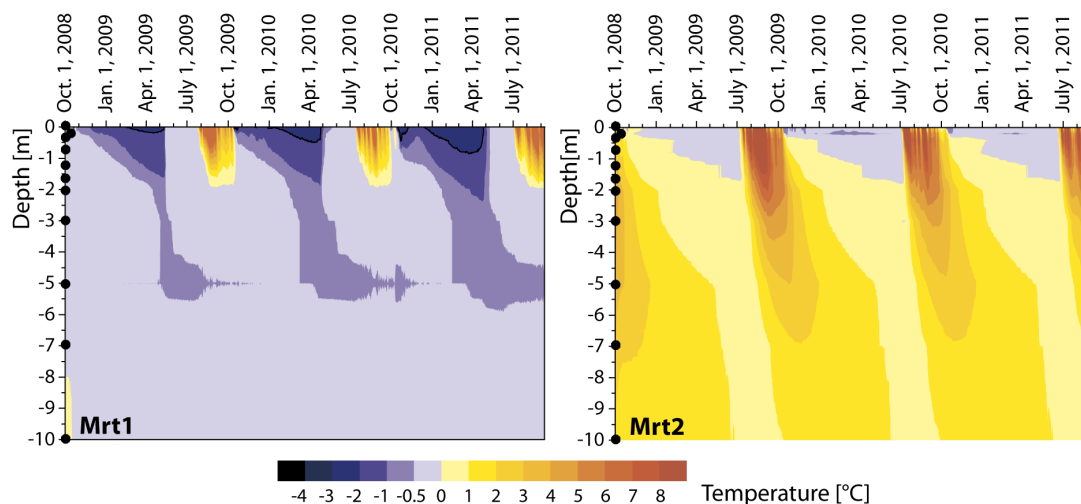 Oct. 1, 2008
Jan. 1, 2009
Apr. 1, 2009
July 1, 2009
Oct. 1, 2009
Jan. 1, 2010
Apr. 1, 2010
July 1, 2010
Oct. 1, 2010
Jan. 1, 2011
Apr. 1, 2011
July 1, 2011
Depth [m]
0
-1
-2
-3
-4
-5
-6
-7
-8
-9
-10
Mrt1
Oct. 1, 2008
Jan. 1, 2009
Apr. 1, 2009
July 1, 2009
Oct. 1, 2009
Jan. 1, 2010
Apr. 1, 2010
July 1, 2010
Oct. 1, 2010
Jan. 1, 2011
Apr. 1, 2011
July 1, 2011
Depth[m]
0
-1
-2
-3
-4
-5
-6
-7
-8
-9
-10
Mrt2
-4 -3 -2 -1 -0.5 0 1 2 3 4 5 6 7 8
Temperature [°C]